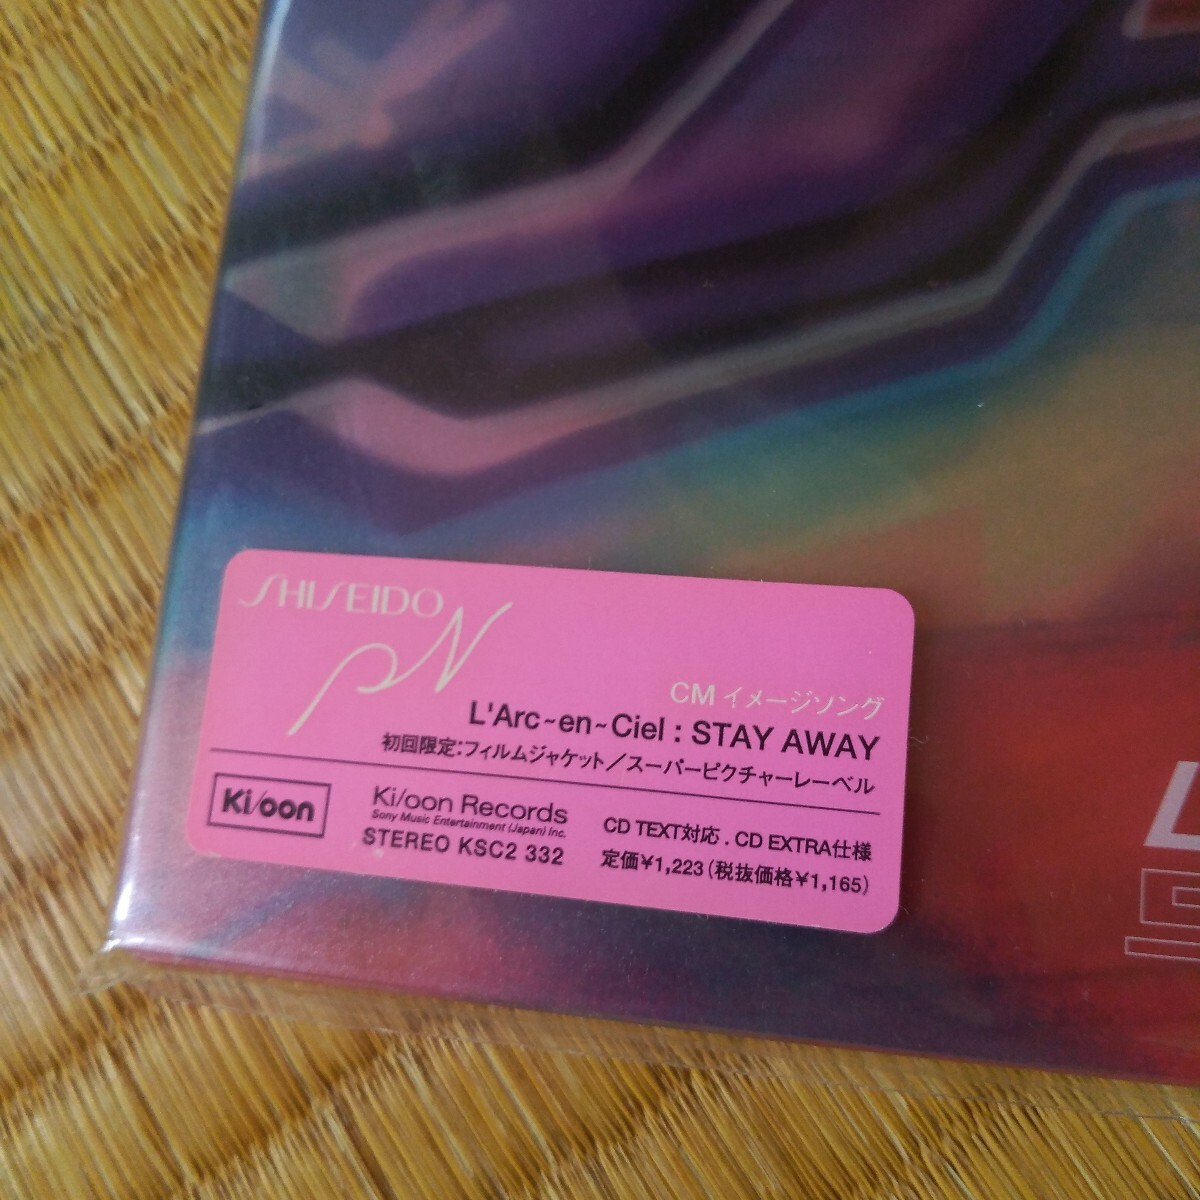 SHISEIDO
PN
CM イメージソング
L'Arc~en~Ciel : STAY AWAY
初回限定:フィルムジャケット／スーパーピクチャーレーベル
Ki/oon
Ki/oon Records
Sony Music Entertainment (Japan) Inc.
STEREO KSC2 332
CD TEXT対応 . CD EXTRA仕様
定価¥1,223 (税抜価格¥1,165)